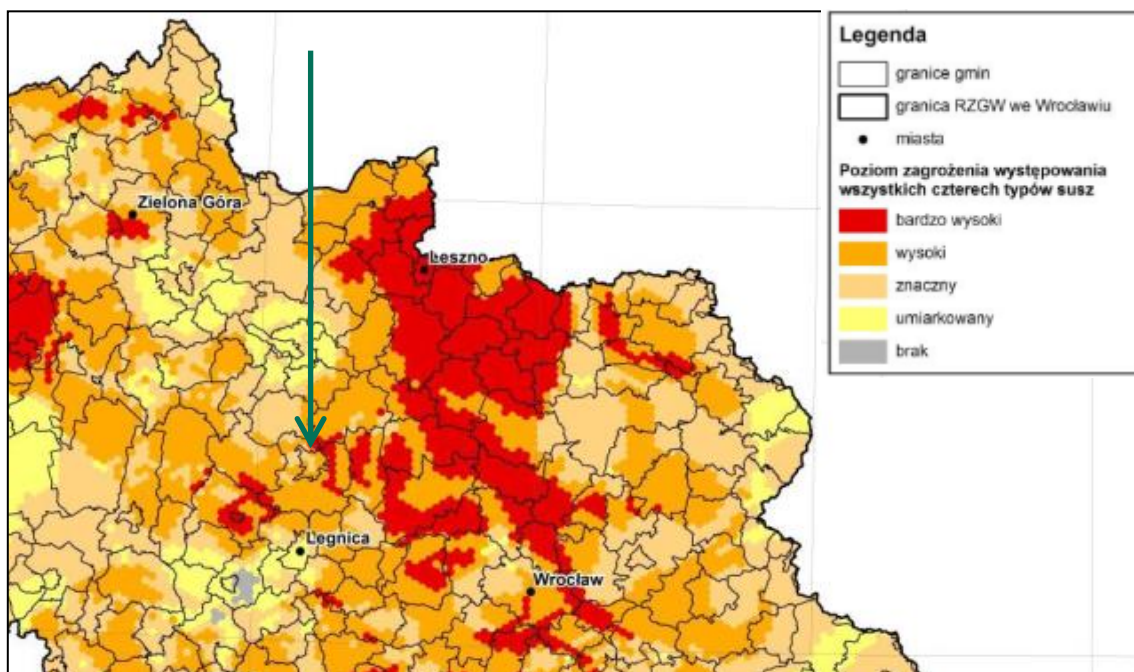 Legenda
granice gmin
granica RZGW we Wrocławiu
miasta
Poziom zagrożenia występowania
wszystkich czterech typów susz
bardzo wysoki
wysoki
znaczny
umiarkowany
brak
Zielona Góra
Leszno
Legnica
Wrocław